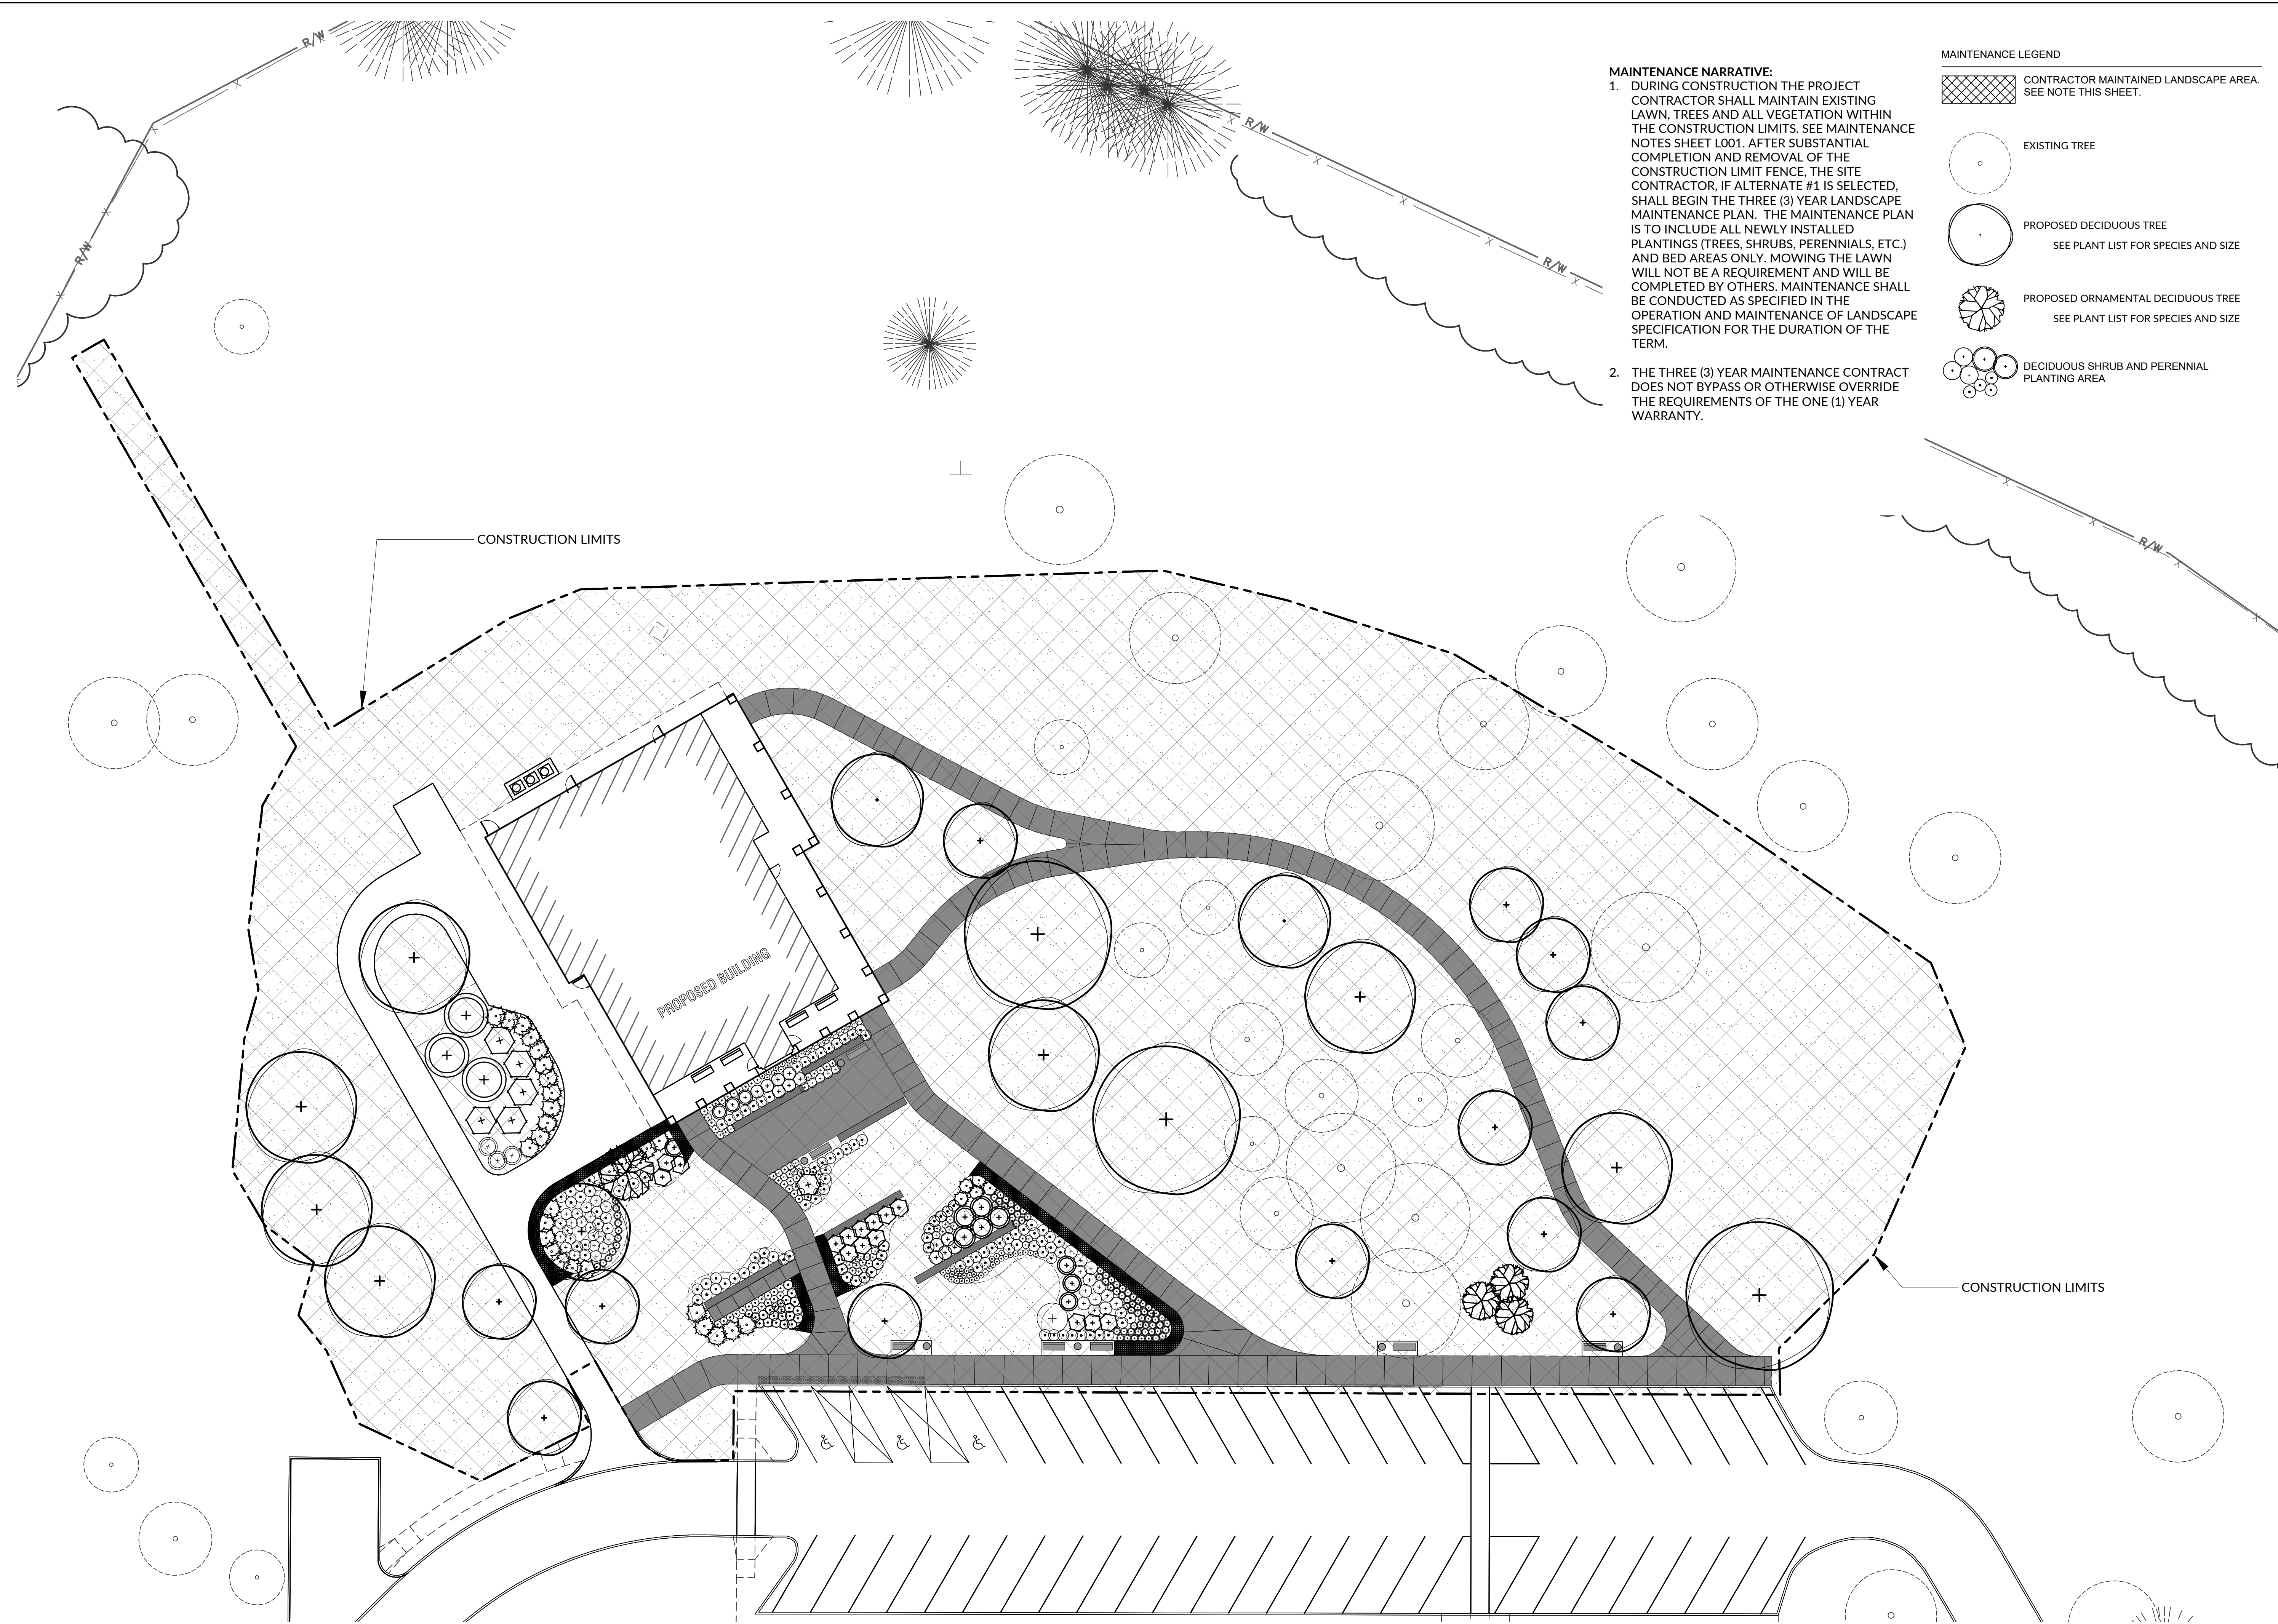 R/W
R/W
R/W
R/W
R/W
MAINTENANCE NARRATIVE:
1. DURING CONSTRUCTION THE PROJECT
CONTRACTOR SHALL MAINTAIN EXISTING
LAWN, TREES AND ALL VEGETATION WITHIN
THE CONSTRUCTION LIMITS. SEE MAINTENANCE
NOTES SHEET L001. AFTER SUBSTANTIAL
COMPLETION AND REMOVAL OF THE
CONSTRUCTION LIMIT FENCE, THE SITE
CONTRACTOR, IF ALTERNATE #1 IS SELECTED,
SHALL BEGIN THE THREE (3) YEAR LANDSCAPE
MAINTENANCE PLAN. THE MAINTENANCE PLAN
IS TO INCLUDE ALL NEWLY INSTALLED
PLANTINGS (TREES, SHRUBS, PERENNIALS, ETC.)
AND BED AREAS ONLY. MOWING THE LAWN
WILL NOT BE A REQUIREMENT AND WILL BE
COMPLETED BY OTHERS. MAINTENANCE SHALL
BE CONDUCTED AS SPECIFIED IN THE
OPERATION AND MAINTENANCE OF LANDSCAPE
SPECIFICATION FOR THE DURATION OF THE
TERM.
2. THE THREE (3) YEAR MAINTENANCE CONTRACT
DOES NOT BYPASS OR OTHERWISE OVERRIDE
THE REQUIREMENTS OF THE ONE (1) YEAR
WARRANTY.
MAINTENANCE LEGEND
CONTRACTOR MAINTAINED LANDSCAPE AREA.
SEE NOTE THIS SHEET.
EXISTING TREE
PROPOSED DECIDUOUS TREE
SEE PLANT LIST FOR SPECIES AND SIZE
PROPOSED ORNAMENTAL DECIDUOUS TREE
SEE PLANT LIST FOR SPECIES AND SIZE
DECIDUOUS SHRUB AND PERENNIAL
PLANTING AREA
CONSTRUCTION LIMITS
PROPOSED BUILDING
CONSTRUCTION LIMITS